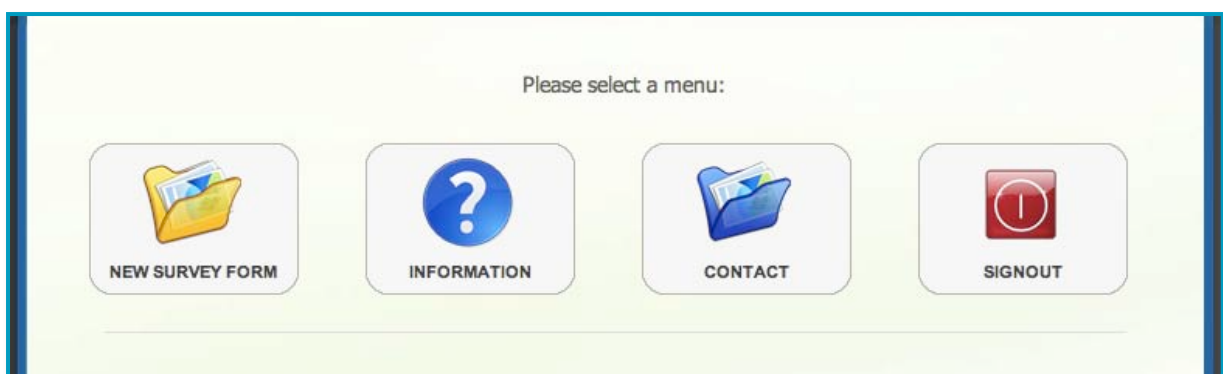 Please select a menu:
NEW SURVEY FORM
INFORMATION
CONTACT
SIGNOUT